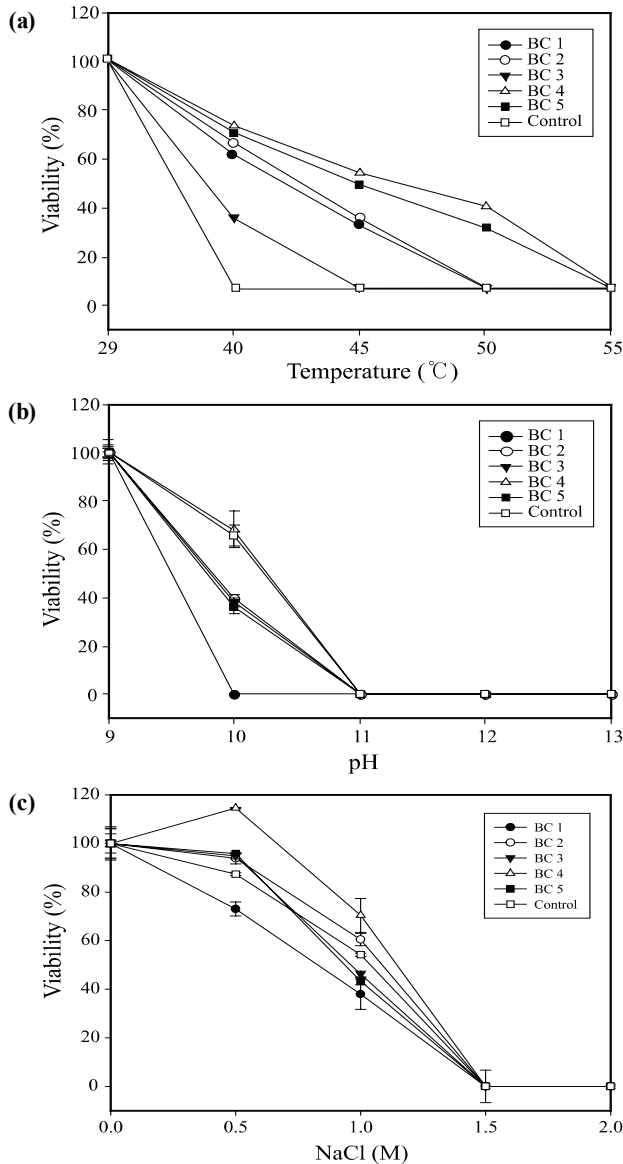 (a)
120
100
80
60
40
20
0
Viability (%)
BC 1
BC 2
BC 3
BC 4
BC 5
Control
29
40
45
50
55
Temperature (℃)
(b)
120
100
80
60
40
20
0
Viability (%)
BC 1
BC 2
BC 3
BC 4
BC 5
Control
9
10
11
12
13
pH
(c)
120
100
80
60
40
20
0
Viability (%)
BC 1
BC 2
BC 3
BC 4
BC 5
Control
0.0
0.5
1.0
1.5
2.0
NaCl (M)